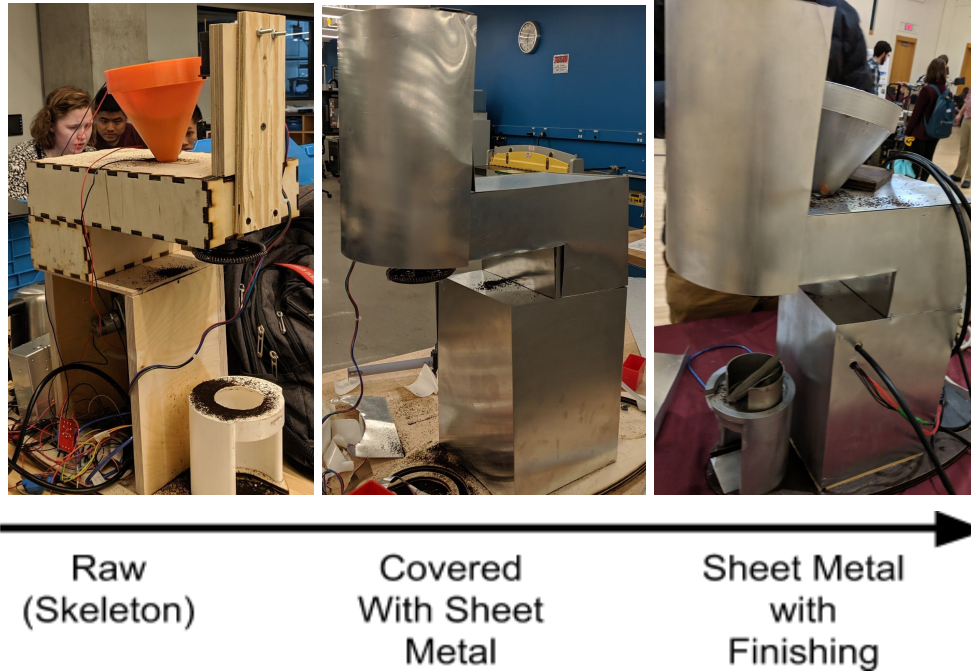 Raw
(Skeleton)
Covered
With Sheet
Metal
Sheet Metal
with
Finishing